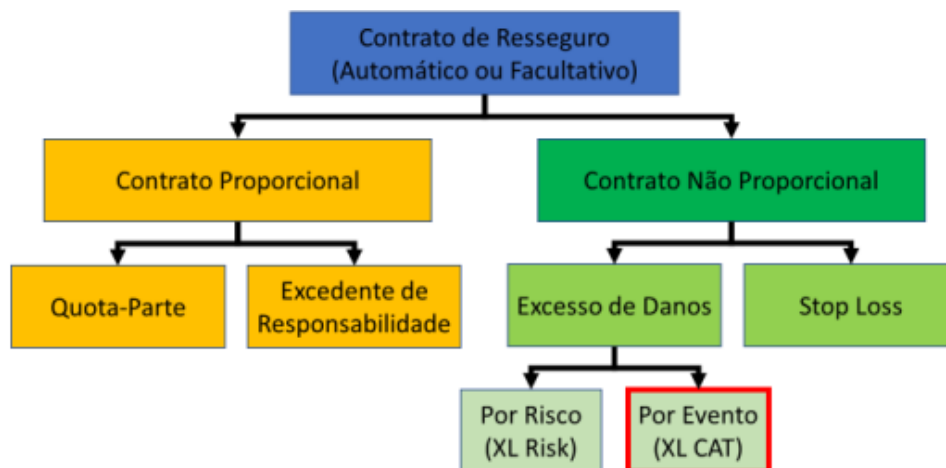 Contrato de Resseguro
(Automático ou Facultativo)
Contrato Proporcional
Contrato Não Proporcional
Quota-Parte
Excedente de
Responsabilidade
Excesso de Danos
Stop Loss
Por Risco
(XL Risk)
Por Evento
(XL CAT)